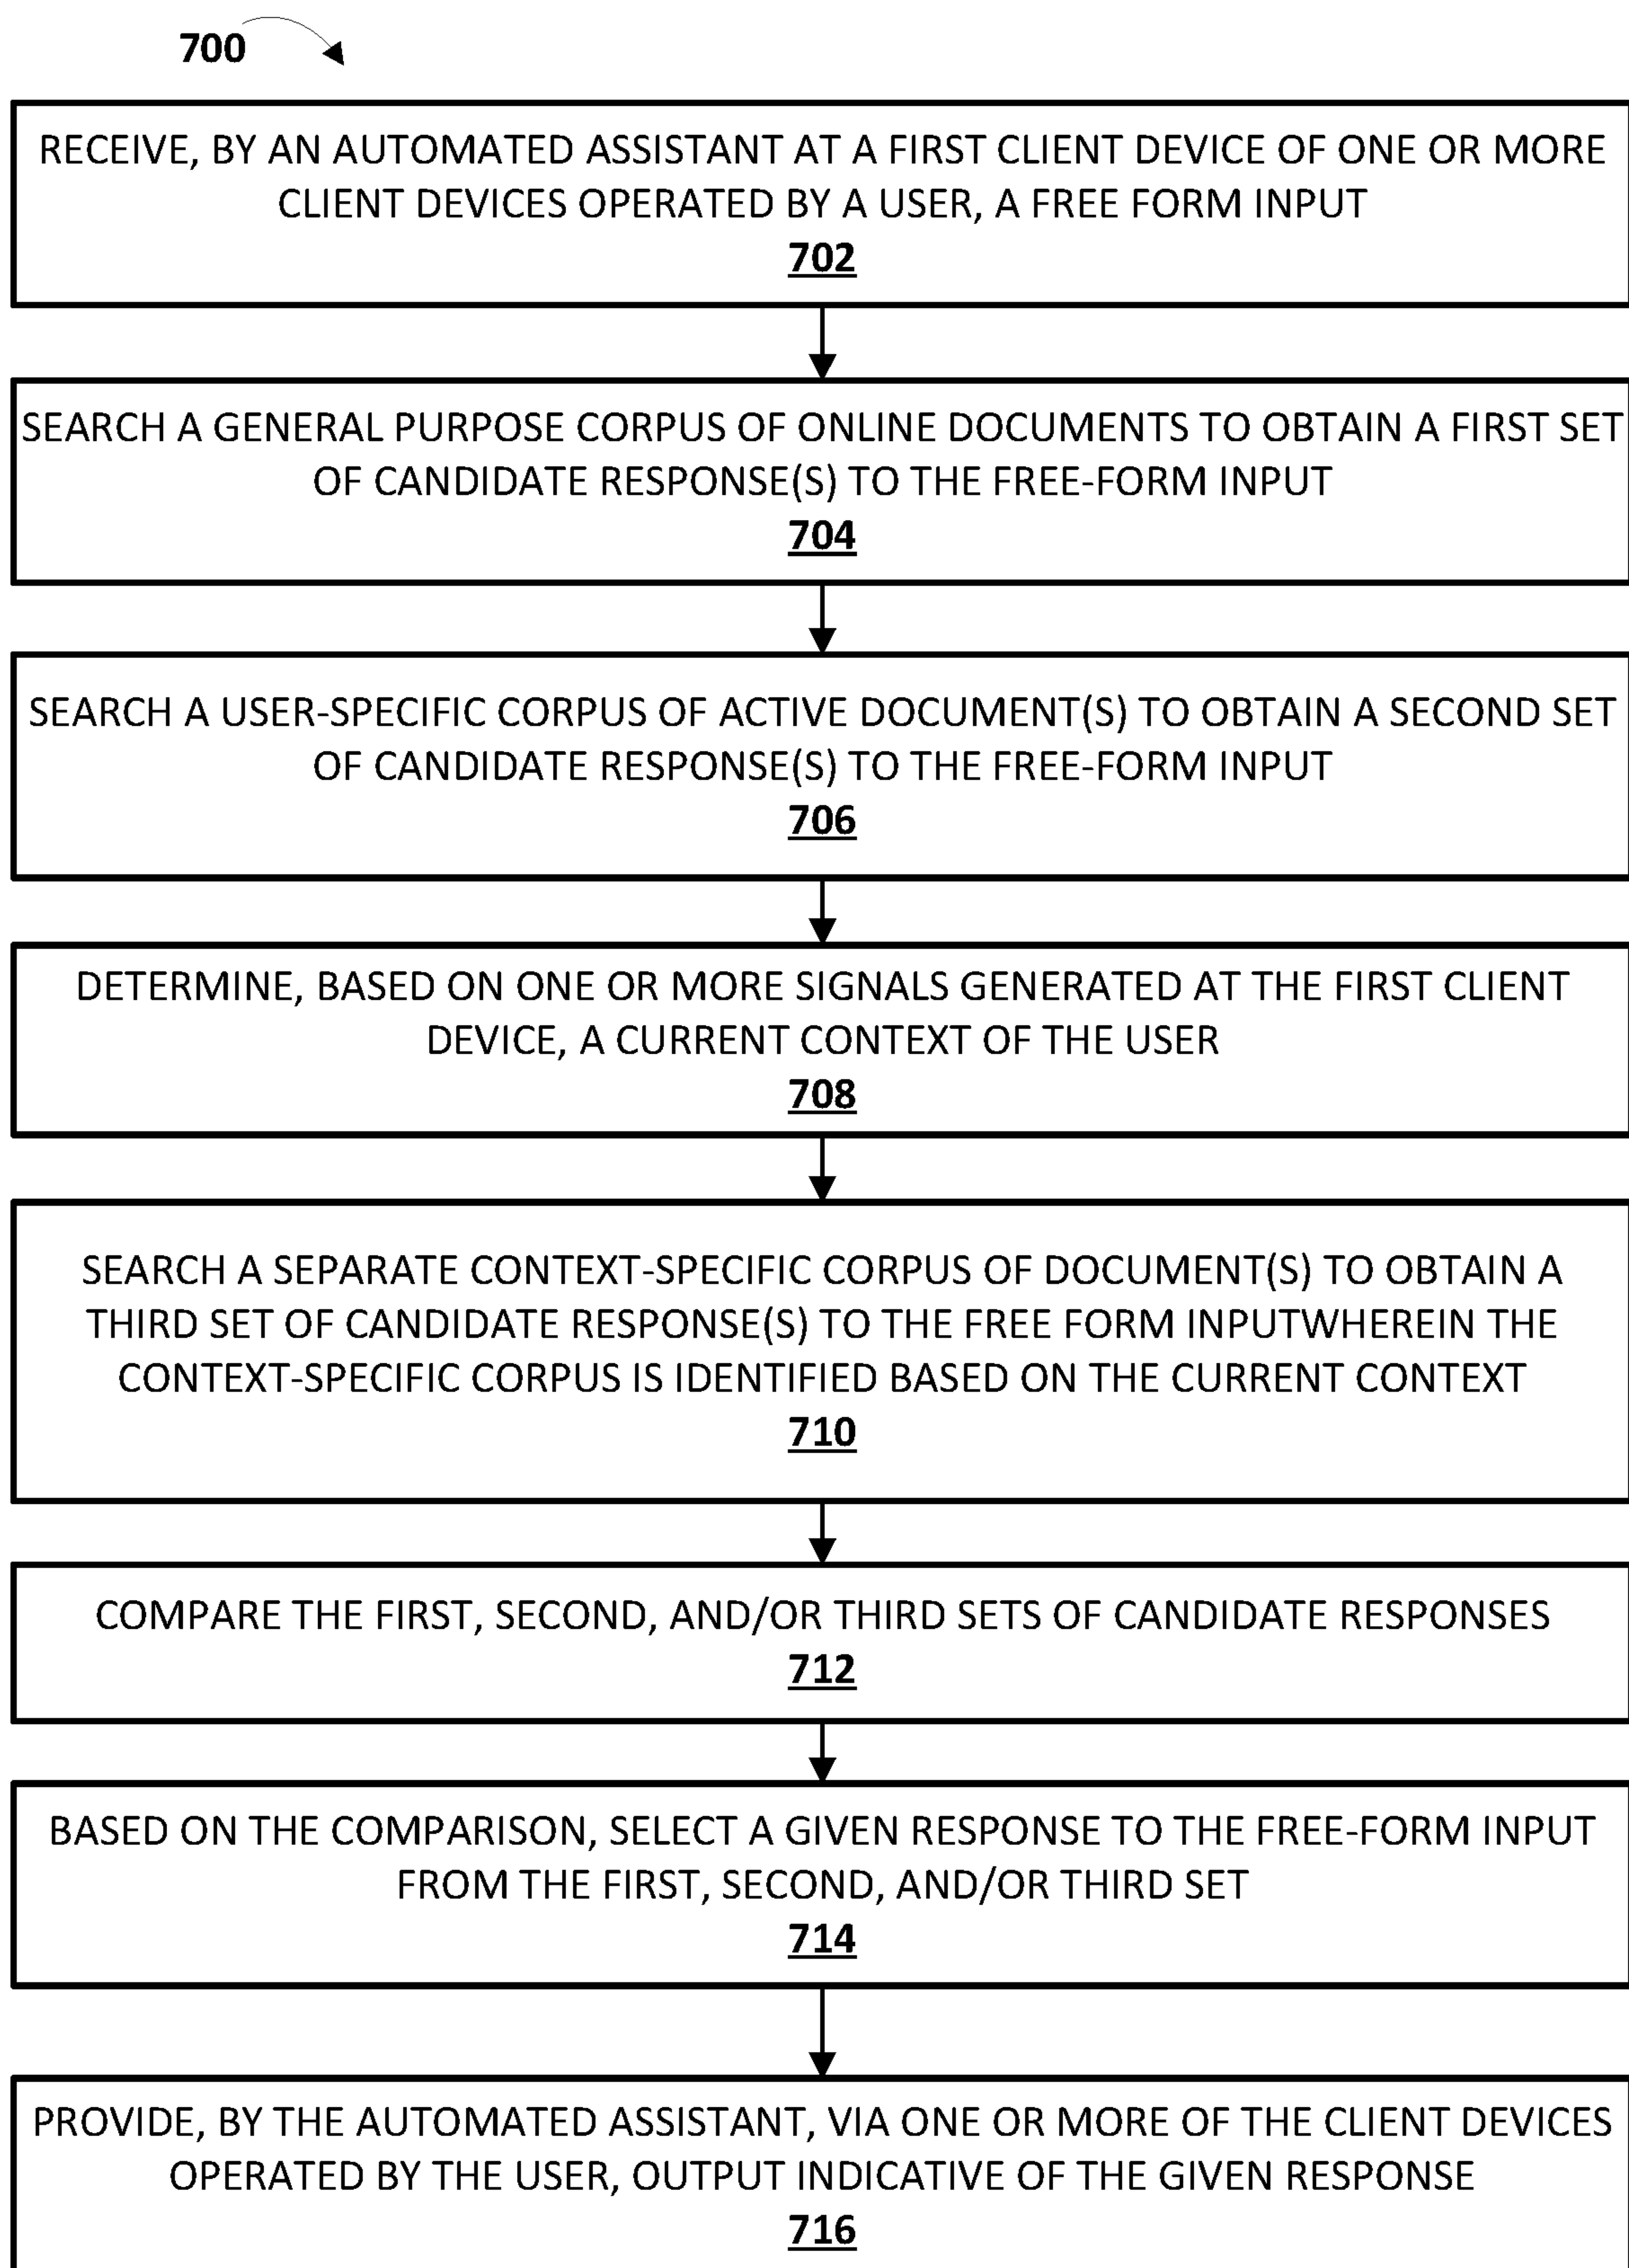 700
RECEIVE, BY AN AUTOMATED ASSISTANT AT A FIRST CLIENT DEVICE OF ONE OR MORE
CLIENT DEVICES OPERATED BY A USER, A FREE FORM INPUT
702
SEARCH A GENERAL PURPOSE CORPUS OF ONLINE DOCUMENTS TO OBTAIN A FIRST SET
OF CANDIDATE RESPONSE(S) TO THE FREE-FORM INPUT
704
SEARCH A USER-SPECIFIC CORPUS OF ACTIVE DOCUMENT(S) TO OBTAIN A SECOND SET
OF CANDIDATE RESPONSE(S) TO THE FREE-FORM INPUT
706
DETERMINE, BASED ON ONE OR MORE SIGNALS GENERATED AT THE FIRST CLIENT
DEVICE, A CURRENT CONTEXT OF THE USER
708
SEARCH A SEPARATE CONTEXT-SPECIFIC CORPUS OF DOCUMENT(S) TO OBTAIN A
THIRD SET OF CANDIDATE RESPONSE(S) TO THE FREE FORM INPUTWHEREIN THE
CONTEXT-SPECIFIC CORPUS IS IDENTIFIED BASED ON THE CURRENT CONTEXT
710
COMPARE THE FIRST, SECOND, AND/OR THIRD SETS OF CANDIDATE RESPONSES
712
BASED ON THE COMPARISON, SELECT A GIVEN RESPONSE TO THE FREE-FORM INPUT
FROM THE FIRST, SECOND, AND/OR THIRD SET
714
PROVIDE, BY THE AUTOMATED ASSISTANT, VIA ONE OR MORE OF THE CLIENT DEVICES
OPERATED BY THE USER, OUTPUT INDICATIVE OF THE GIVEN RESPONSE
716